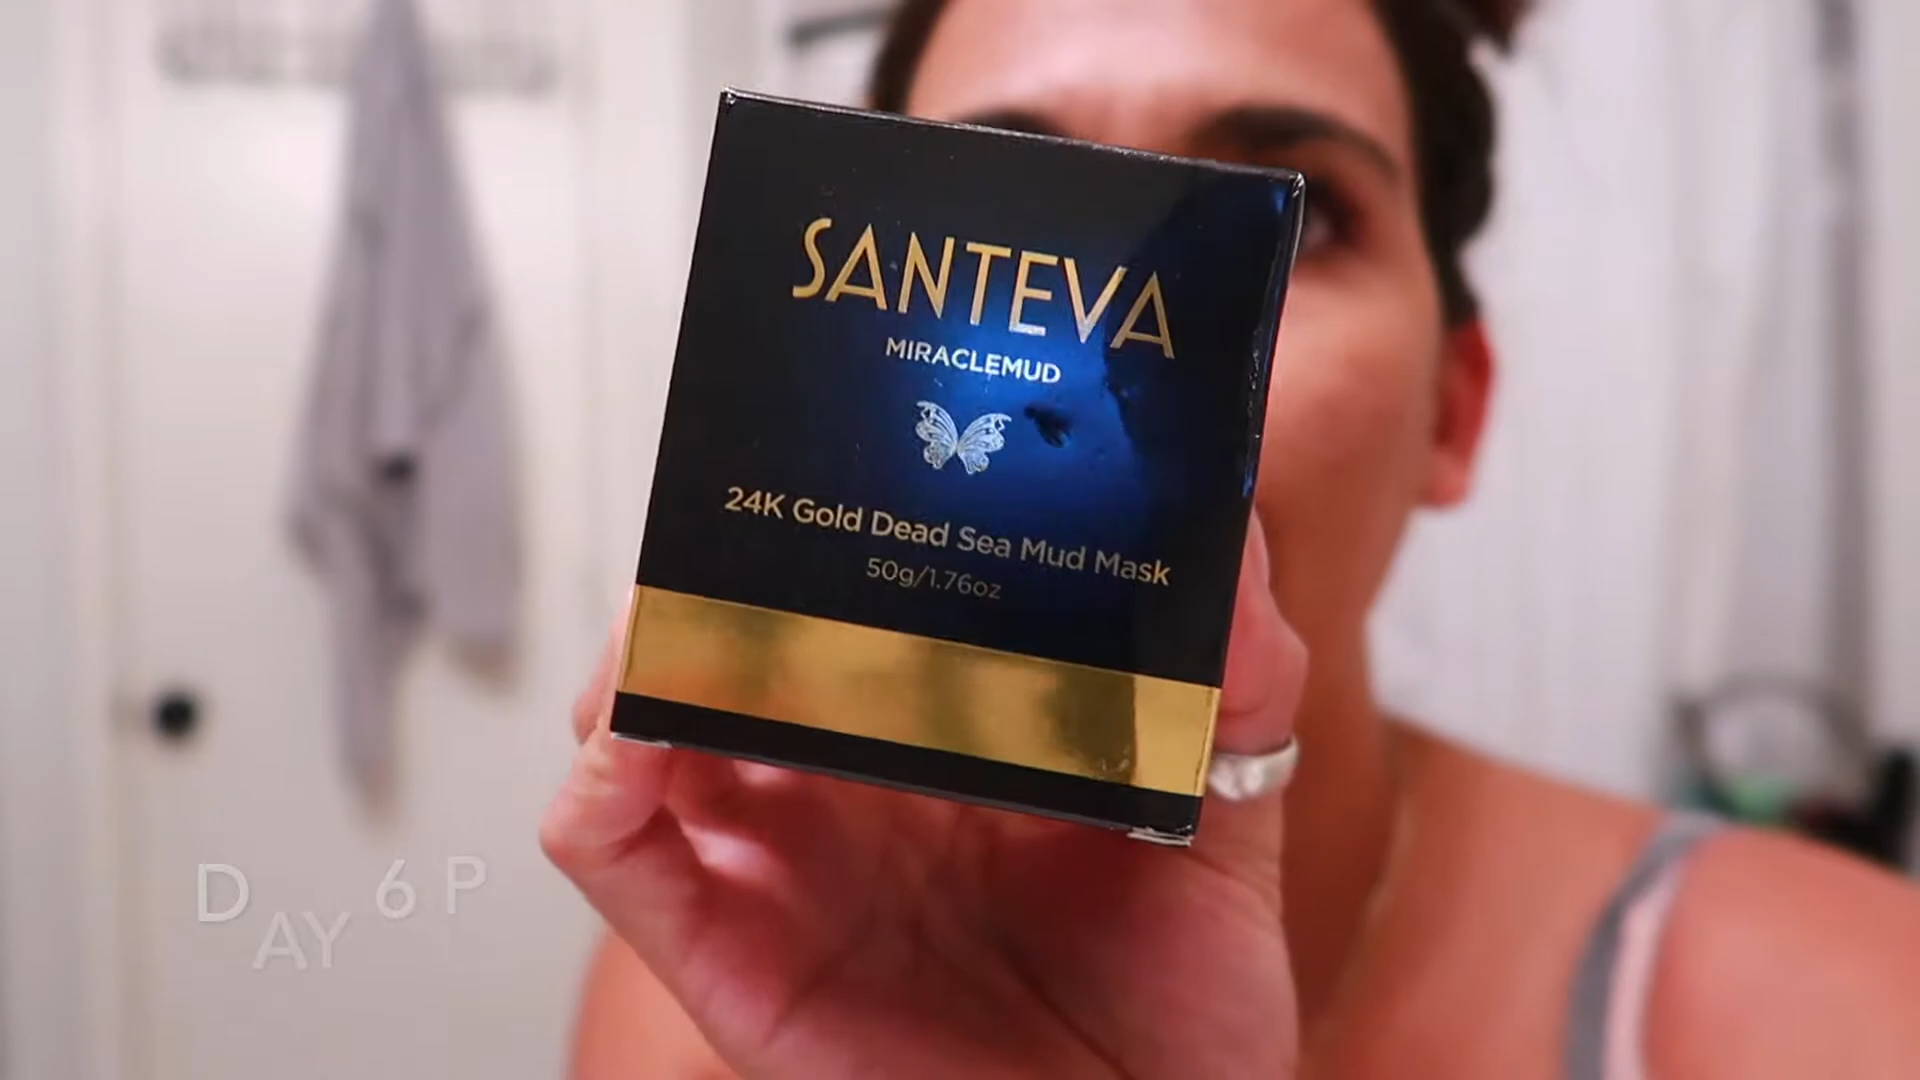 SANTEVA
MIRACLEMUD
24K Gold Dead Sea Mud Mask
50g/1.76oz
DAY 6 P